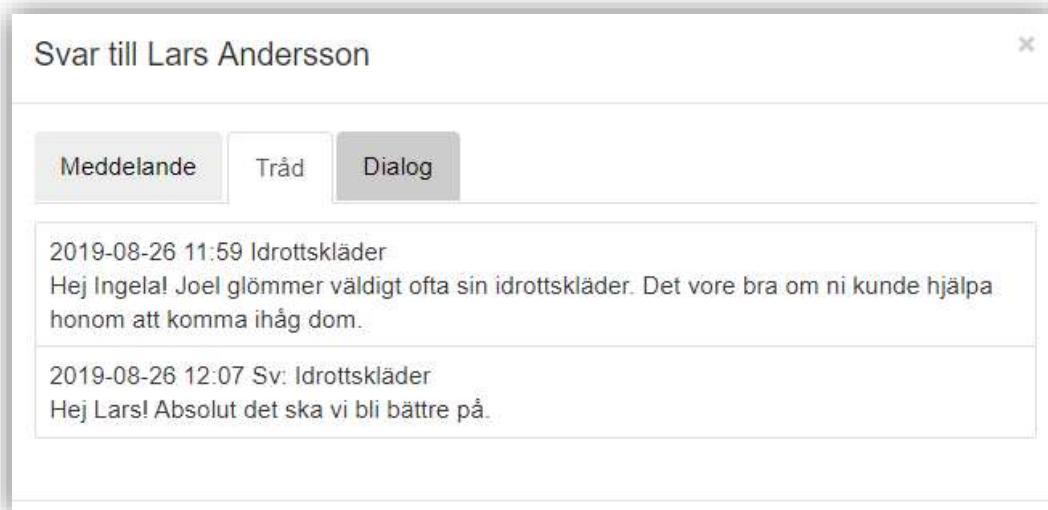 Svar till Lars Andersson
×
Meddelande Tråd Dialog
2019-08-26 11:59 Idrottskläder
Hej Ingela! Joel glömmer väldigt ofta sin idrottskläder. Det vore bra om ni kunde hjälpa
honom att komma ihåg dom.
2019-08-26 12:07 Sv: Idrottskläder
Hej Lars! Absolut det ska vi bli bättre på.